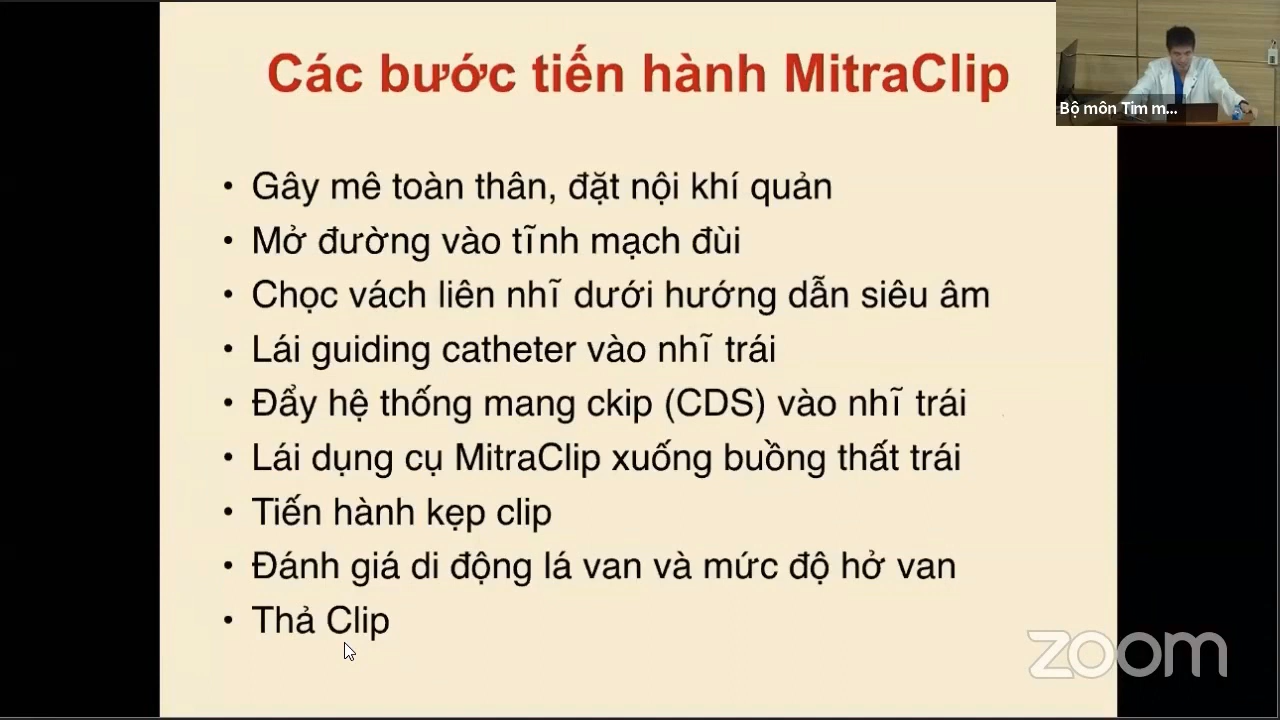 Các bước tiến hành MitraClip
Bộ môn Tim m...
• Gây mê toàn thân, đặt nội khí quản
• Mở đường vào tĩnh mạch đùi
• Chọc vách liên nhĩ dưới hướng dẫn siêu âm
• Lái guiding catheter vào nhĩ trái
• Đẩy hệ thống mang ckip (CDS) vào nhĩ trái
• Lái dụng cụ MitraClip xuống buồng thất trái
• Tiến hành kẹp clip
• Đánh giá di động lá van và mức độ hở van
• Thả Clip
zoom